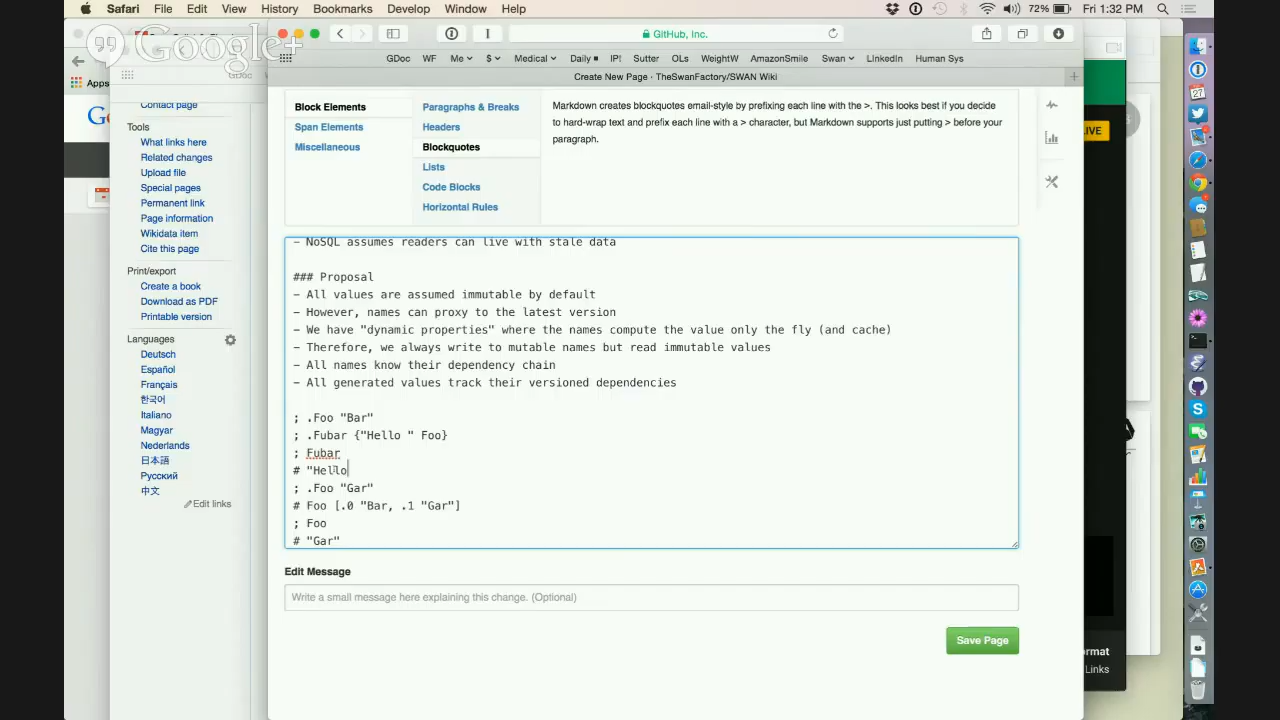 Safari File Edit View History Bookmarks Develop Window Help
72% Fri 1:32 PM
Google+
GitHub, Inc.
GDoc WF Me $ Medical Daily IP! Sutter OLs WeightW AmazonSmile Swan LinkedIn Human Sys
Create New Page · TheSwanFactory/SWAN Wiki
Apps
GDoc
Contact page
Tools
What links here
Related changes
Upload file
Special pages
Permanent link
Page information
Wikidata item
Cite this page
Print/export
Create a book
Download as PDF
Printable version
Languages
Deutsch
Español
Français
한국어
Italiano
Magyar
Nederlands
日本語
Русский
中文
Edit links
Block Elements
Span Elements
Miscellaneous
Paragraphs & Breaks
Headers
Blockquotes
Lists
Code Blocks
Horizontal Rules
Markdown creates blockquotes email-style by prefixing each line with the >. This looks best if you decide
to hard-wrap text and prefix each line with a > character, but Markdown supports just putting > before your
paragraph.
- NoSQL assumes readers can live with stale data
### Proposal
- All values are assumed immutable by default
- However, names can proxy to the latest version
- We have "dynamic properties" where the names compute the value only the fly (and cache)
- Therefore, we always write to mutable names but read immutable values
- All names know their dependency chain
- All generated values track their versioned dependencies
; .Foo "Bar"
; .Fubar {"Hello " Foo}
; Fubar
# "Hello
; .Foo "Gar"
# Foo [.0 "Bar, .1 "Gar"]
; Foo
# "Gar"
Edit Message
Write a small message here explaining this change. (Optional)
Save Page
IVE
rmat
Links